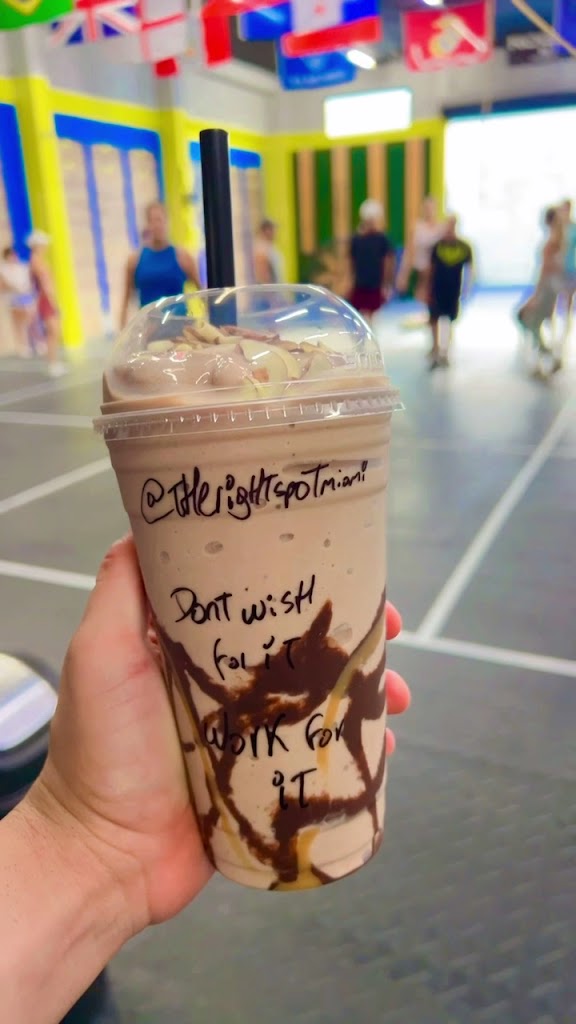 @THerigHTspoTmiami
DonT wisH
for iT
work for
iT